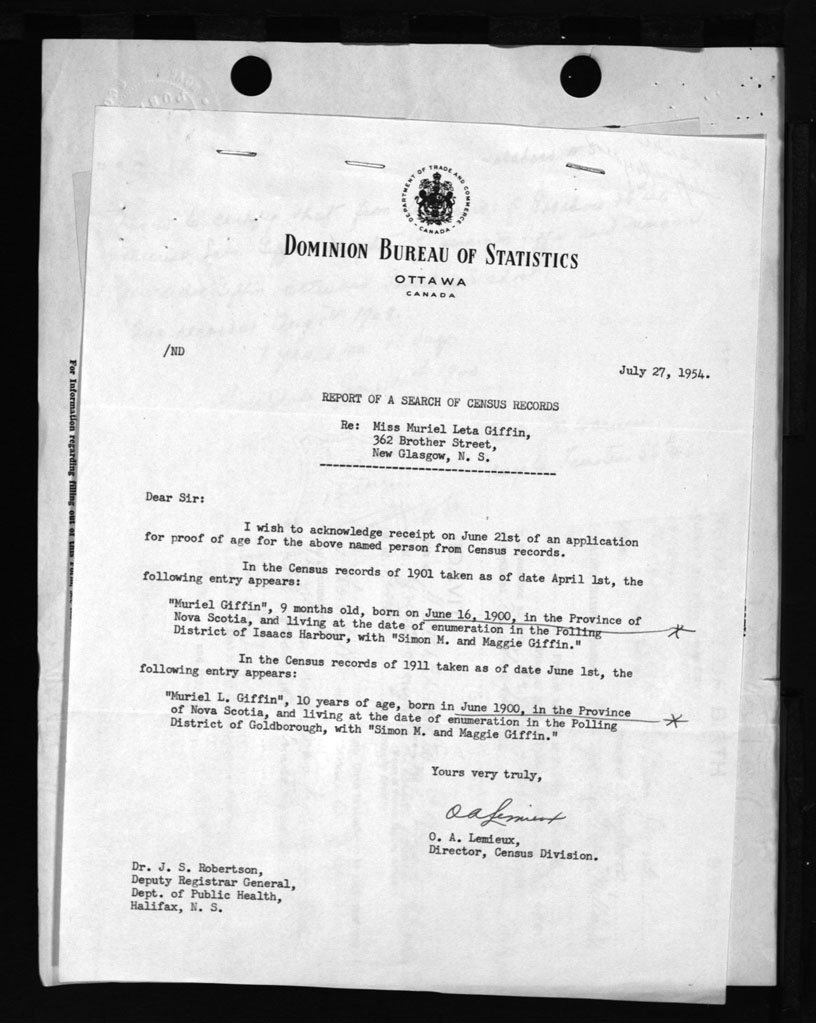 DEPARTMENT OF TRADE AND COMMERCE
CANADA
DOMINION BUREAU OF STATISTICS
OTTAWA
CANADA
/ND
July 27, 1954.
REPORT OF A SEARCH OF CENSUS RECORDS
Re: Miss Muriel Leta Giffin,
362 Brother Street,
New Glasgow, N. S.
Dear Sir:
I wish to acknowledge receipt on June 21st of an application
for proof of age for the above named person from Census records.
In the Census records of 1901 taken as of date April 1st, the
following entry appears:
"Muriel Giffin", 9 months old, born on June 16, 1900, in the Province of
Nova Scotia, and living at the date of enumeration in the Polling
District of Isaacs Harbour, with "Simon M. and Maggie Giffin."
In the Census records of 1911 taken as of date June 1st, the
following entry appears:
"Muriel L. Giffin", 10 years of age, born in June 1900, in the Province
of Nova Scotia, and living at the date of enumeration in the Polling
District of Goldborough, with "Simon M. and Maggie Giffin."
Yours very truly,
O A Lemieux
O. A. Lemieux,
Director, Census Division.
Dr. J. S. Robertson,
Deputy Registrar General,
Dept. of Public Health,
Halifax, N. S.
For Information regarding filling out of this